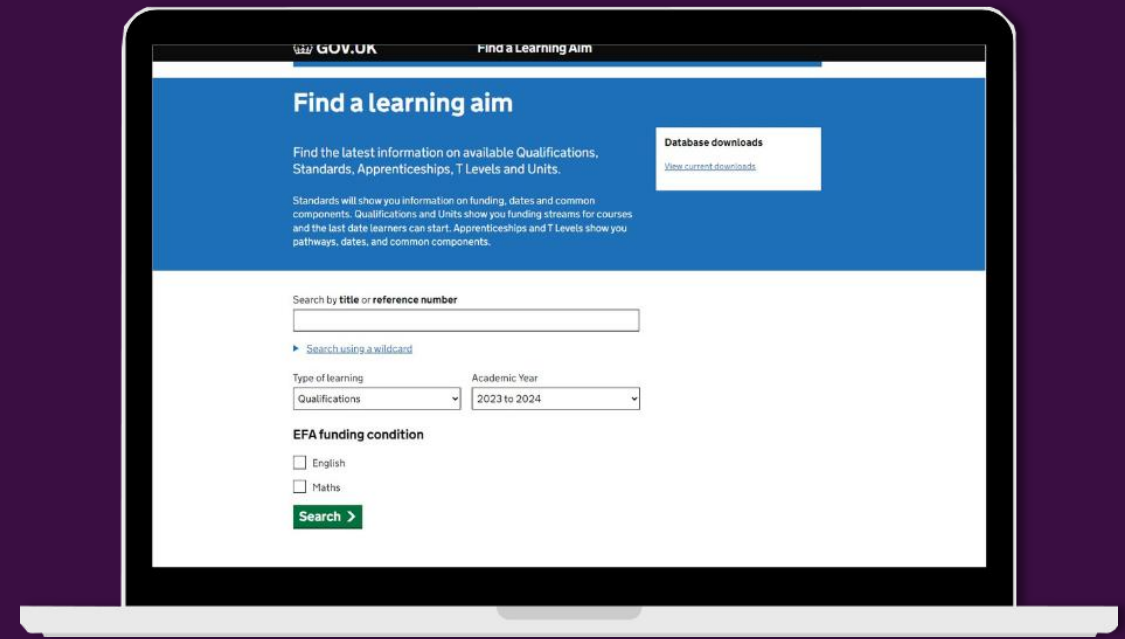 GOV.UK
Find a Learning Aim
Find a learning aim
Find the latest information on available Qualifications,
Standards, Apprenticeships, T Levels and Units.
Standards will show you information on funding, dates and common
components. Qualifications and Units show you funding streams for courses
and the last date learners can start. Apprenticeships and T Levels show you
pathways, dates, and common components.
Database downloads
View current downloads
Search by title or reference number
Search using a wildcard
Type of learning
Academic Year
Qualifications
2023 to 2024
EFA funding condition
English
Maths
Search